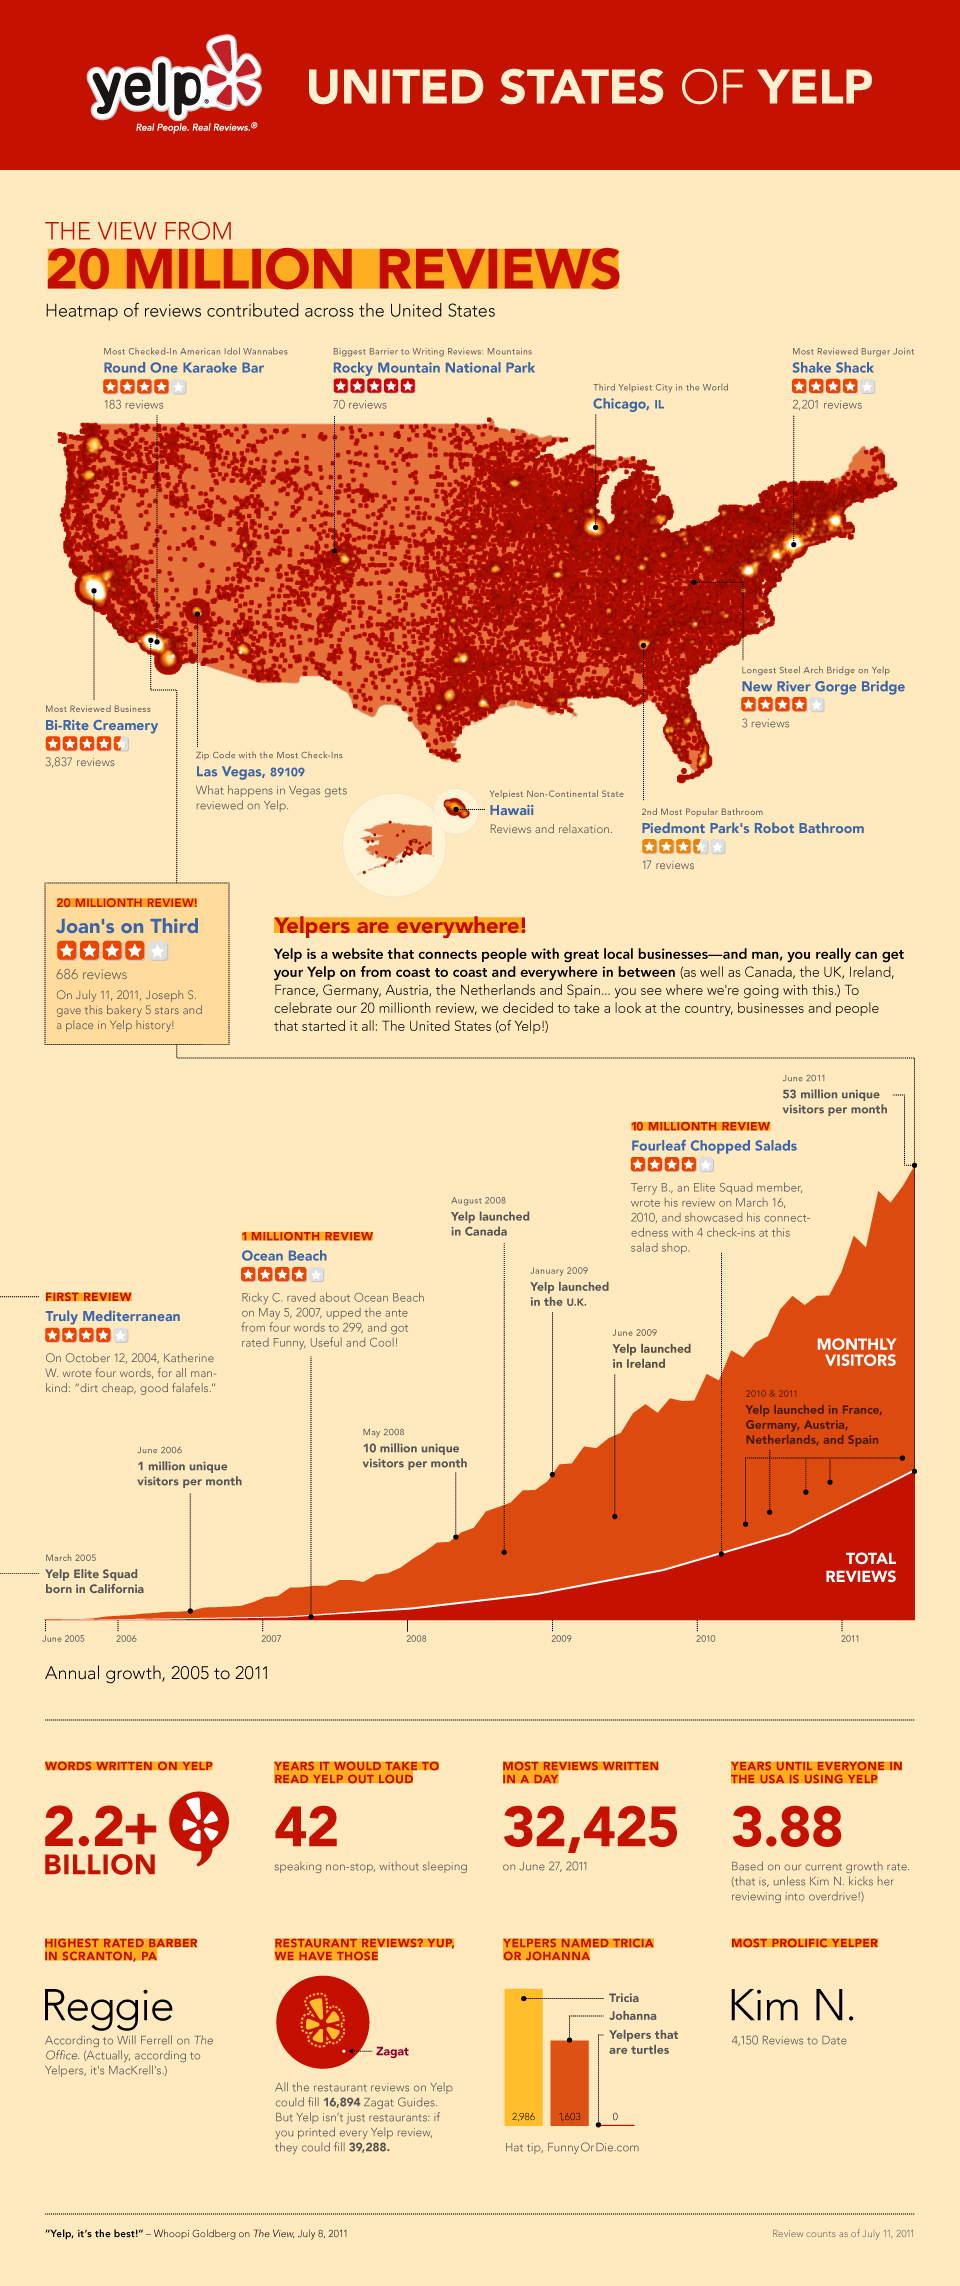 yelp
Real People. Real Reviews.®
UNITED STATES OF YELP
THE VIEW FROM
20 MILLION REVIEWS
Heatmap of reviews contributed across the United States
Most Checked-In American Idol Wannabes
Round One Karaoke Bar
183 reviews
Biggest Barrier to Writing Reviews: Mountains
Rocky Mountain National Park
70 reviews
Third Yelpiest City in the World
Chicago, IL
Most Reviewed Burger Joint
Shake Shack
2,201 reviews
Longest Steel Arch Bridge on Yelp
New River Gorge Bridge
3 reviews
Most Reviewed Business
Bi-Rite Creamery
3,837 reviews
Zip Code with the Most Check-Ins
Las Vegas, 89109
What happens in Vegas gets
reviewed on Yelp.
Yelpiest Non-Continental State
Hawaii
Reviews and relaxation.
2nd Most Popular Bathroom
Piedmont Park's Robot Bathroom
17 reviews
20 MILLIONTH REVIEW!
Joan's on Third
686 reviews
On July 11, 2011, Joseph S.
gave this bakery 5 stars and
a place in Yelp history!
Yelpers are everywhere!
Yelp is a website that connects people with great local businesses—and man, you really can get
your Yelp on from coast to coast and everywhere in between (as well as Canada, the UK, Ireland,
France, Germany, Austria, the Netherlands and Spain... you see where we're going with this.) To
celebrate our 20 millionth review, we decided to take a look at the country, businesses and people
that started it all: The United States (of Yelp!)
June 2011
53 million unique
visitors per month
10 MILLIONTH REVIEW
Fourleaf Chopped Salads
Terry B., an Elite Squad member,
wrote his review on March 16,
2010, and showcased his connect-
edness with 4 check-ins at this
salad shop.
August 2008
Yelp launched
in Canada
1 MILLIONTH REVIEW
Ocean Beach
Ricky C. raved about Ocean Beach
on May 5, 2007, upped the ante
from four words to 299, and got
rated Funny, Useful and Cool!
January 2009
Yelp launched
in the U.K.
FIRST REVIEW
Truly Mediterranean
On October 12, 2004, Katherine
W. wrote four words, for all man-
kind: “dirt cheap, good falafels.”
June 2009
Yelp launched
in Ireland
MONTHLY
VISITORS
2010 & 2011
Yelp launched in France,
Germany, Austria,
Netherlands, and Spain
May 2008
10 million unique
visitors per month
June 2006
1 million unique
visitors per month
March 2005
Yelp Elite Squad
born in California
TOTAL
REVIEWS
June 2005 2006 2007 2008 2009 2010 2011
Annual growth, 2005 to 2011
WORDS WRITTEN ON YELP
2.2+
BILLION
YEARS IT WOULD TAKE TO
READ YELP OUT LOUD
42
speaking non-stop, without sleeping
MOST REVIEWS WRITTEN
IN A DAY
32,425
on June 27, 2011
YEARS UNTIL EVERYONE IN
THE USA IS USING YELP
3.88
Based on our current growth rate.
(that is, unless Kim N. kicks her
reviewing into overdrive!)
HIGHEST RATED BARBER
IN SCRANTON, PA
Reggie
According to Will Ferrell on The
Office. (Actually, according to
Yelpers, it's MacKrell's.)
RESTAURANT REVIEWS? YUP,
WE HAVE THOSE
Zagat
All the restaurant reviews on Yelp
could fill 16,894 Zagat Guides.
But Yelp isn't just restaurants: if
you printed every Yelp review,
they could fill 39,288.
YELPERS NAMED TRICIA
OR JOHANNA
Tricia
Johanna
Yelpers that
are turtles
2,986 1,603 0
Hat tip, FunnyOrDie.com
MOST PROLIFIC YELPER
Kim N.
4,150 Reviews to Date
“Yelp, it's the best!” – Whoopi Goldberg on The View, July 8, 2011
Review counts as of July 11, 2011